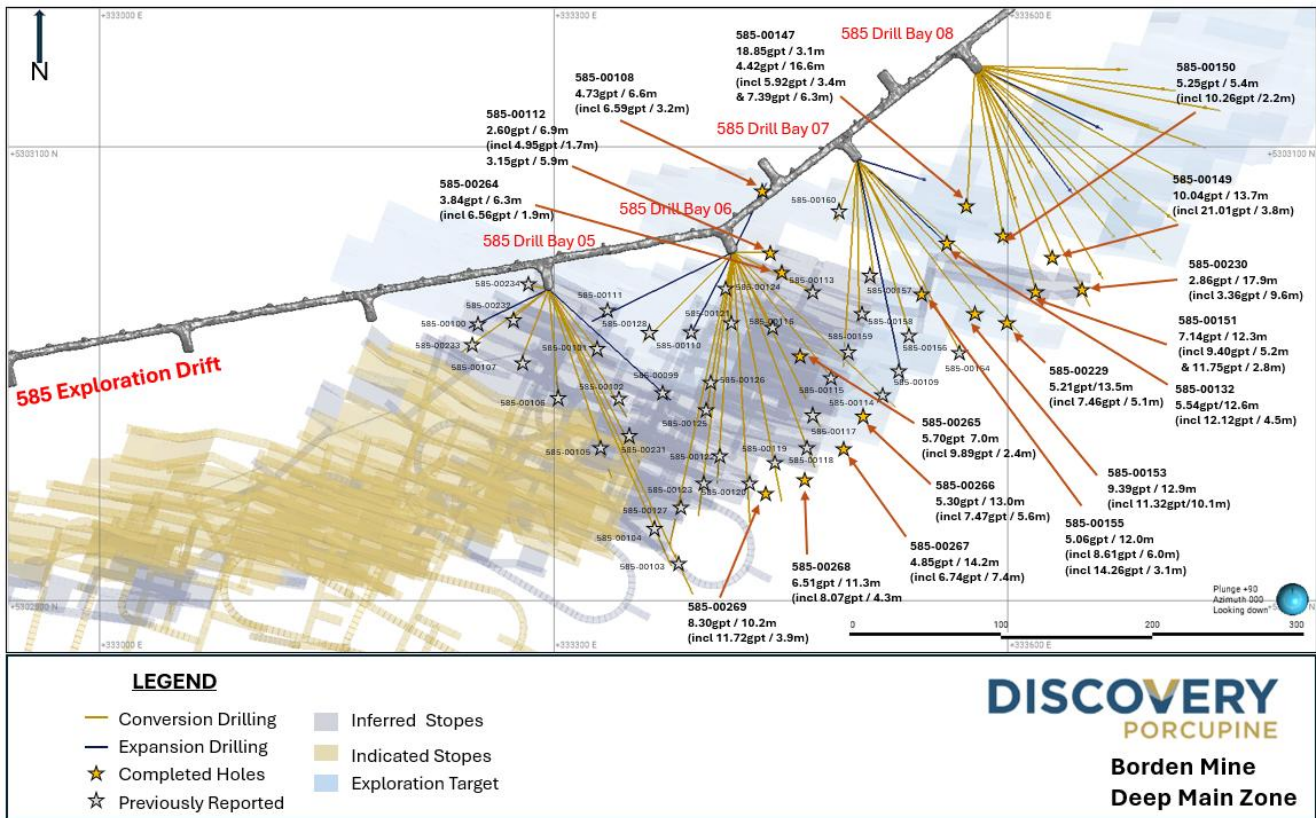 +333000 E
+333300 E
+333600 E
N
585 Drill Bay 08
585-00147
18.85gpt / 3.1m
4.42gpt / 16.6m
(incl 5.92gpt / 3.4m
& 7.39gpt / 6.3m)
585-00150
5.25gpt / 5.4m
(incl 10.26gpt /2.2m)
585-00108
4.73gpt / 6.6m
(incl 6.59gpt / 3.2m)
585-00112
2.60gpt / 6.9m
(incl 4.95gpt /1.7m)
3.15gpt / 5.9m
585 Drill Bay 07
+5303100 N
+5303100 N
585-00264
3.84gpt / 6.3m
(incl 6.56gpt / 1.9m)
585-00149
10.04gpt / 13.7m
(incl 21.01gpt / 3.8m)
585 Drill Bay 06
585-00160
585 Drill Bay 05
585-00230
2.86gpt / 17.9m
(incl 3.36gpt / 9.6m)
585-00234
585-00124
585-00113
585-00157
585-00111
585-00232
585-00100
585-00128
585-00121
585-00116
585-00158
585-00151
7.14gpt / 12.3m
(incl 9.40gpt / 5.2m
& 11.75gpt / 2.8m)
585-00233
585-00101
585-00110
585-00159
585-00156
585-00154
585-00107
585-00099
585-00126
585-00115
585-00109
585-00229
5.21gpt/13.5m
(incl 7.46gpt / 5.1m)
585-00132
5.54gpt/12.6m
(incl 12.12gpt / 4.5m)
585 Exploration Drift
585-00106
585-00102
585-00125
585-00114
585-00117
585-00265
5.70gpt 7.0m
(incl 9.89gpt / 2.4m)
585-00105
585-00231
585-00122
585-00119
585-00118
585-00153
9.39gpt / 12.9m
(incl 11.32gpt/10.1m)
585-00266
5.30gpt / 13.0m
(incl 7.47gpt / 5.6m)
585-00123
585-00120
585-00127
585-00104
585-00103
585-00155
5.06gpt / 12.0m
(incl 8.61gpt / 6.0m)
(incl 14.26gpt / 3.1m)
585-00267
4.85gpt / 14.2m
(incl 6.74gpt / 7.4m)
585-00268
6.51gpt / 11.3m
(incl 8.07gpt / 4.3m
585-00269
8.30gpt / 10.2m
(incl 11.72gpt / 3.9m)
Plunge +90
Azimuth 000
Looking down
+333000 E
+333300 E
+333600 E
0 100 200 300
LEGEND
Conversion Drilling
Expansion Drilling
Completed Holes
Previously Reported
Inferred Stopes
Indicated Stopes
Exploration Target
DISCOVERY
PORCUPINE
Borden Mine
Deep Main Zone